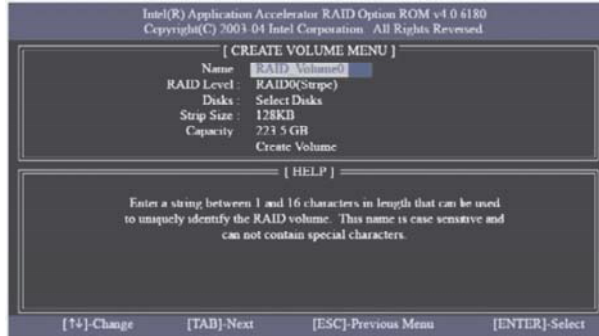 Intel(R) Application Accelerator RAID Option ROM v4.0 6180
Copyright(C) 2003-04 Intel Corporation. All Rights Reversed.
[ CREATE VOLUME MENU ]
Name RAID_Volume0
RAID Level : RAID0(Stripe)
Disks : Select Disks
Strip Size : 128KB
Capacity 223.5 GB
Create Volume
[ HELP ]
Enter a string between 1 and 16 characters in length that can be used
to uniquely identify the RAID volume. This name is case sensitive and
can not contain special characters.
[↑↓]-Change [TAB]-Next [ESC]-Previous Menu [ENTER]-Select